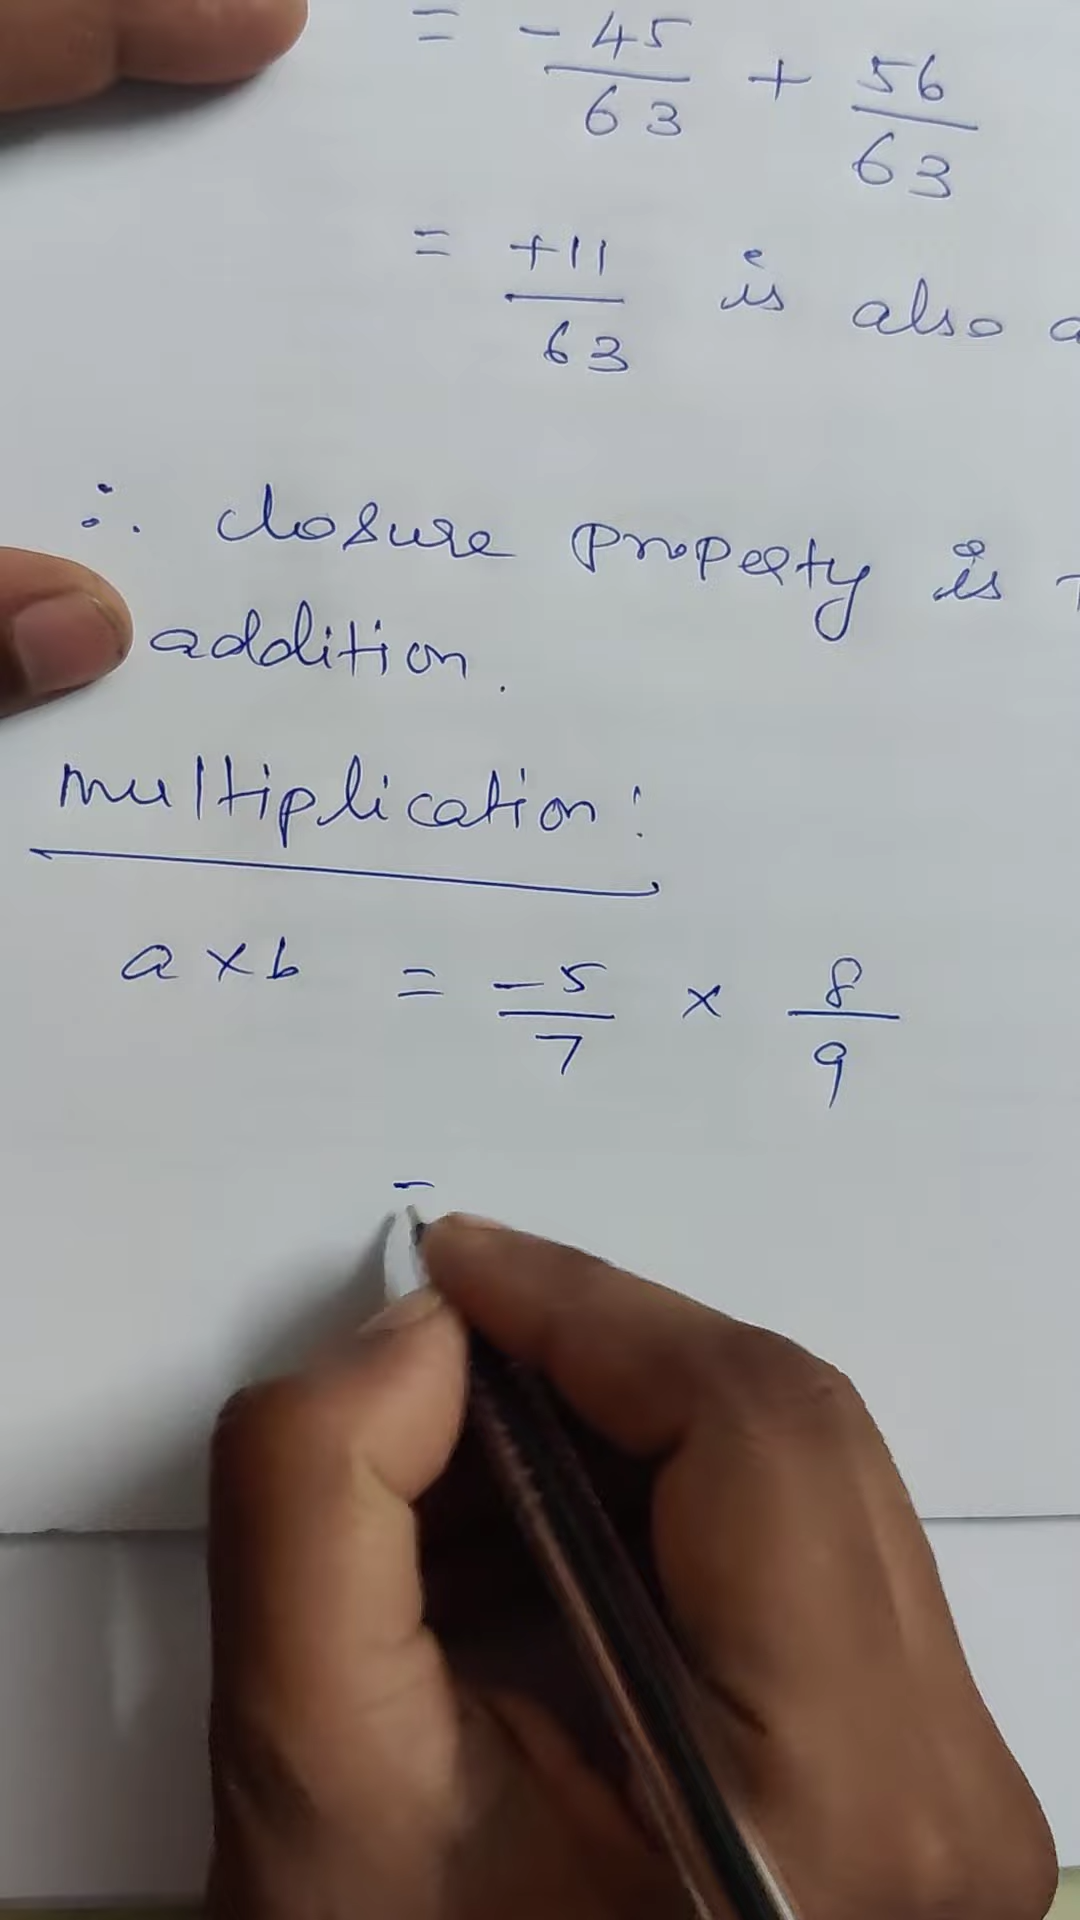 = -45/63 + 56/63
= +11/63 is also a
∴ closure property is
addition.
multiplication:
a × b = -5/7 × 8/9
=